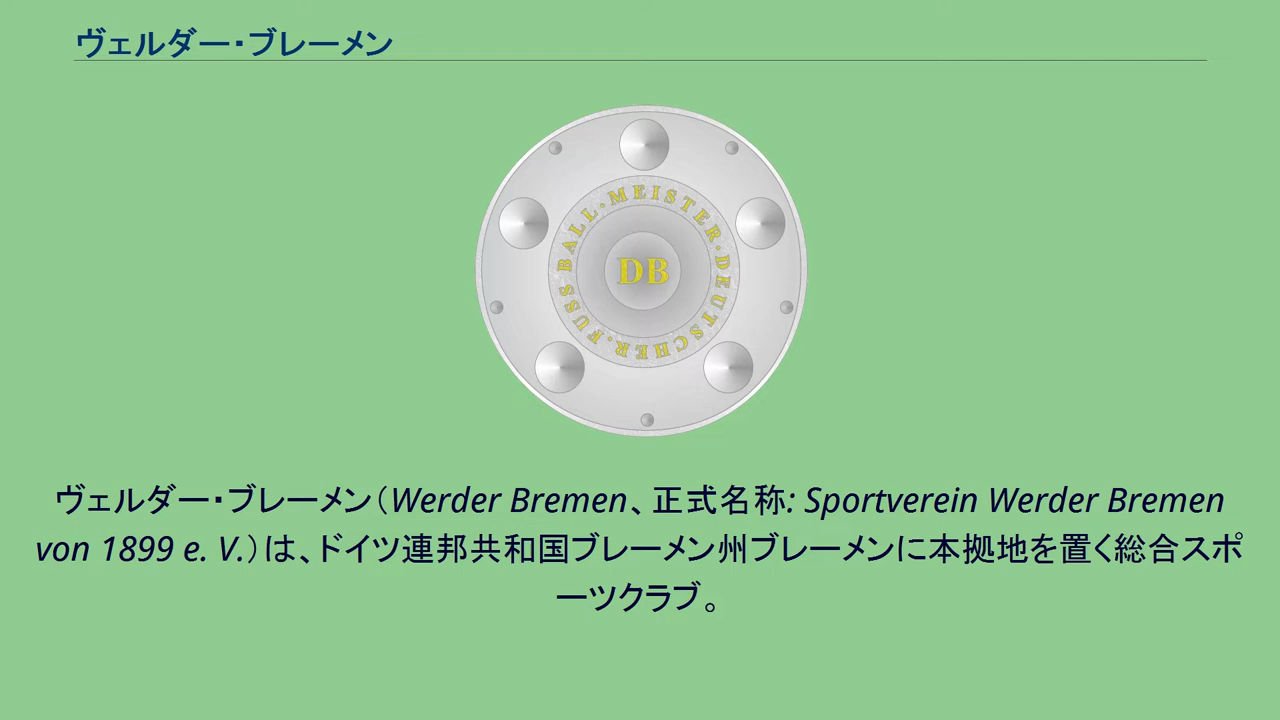 ヴェルダー・ブレーメン
DEUTSCHER.FUSSBALL.MEISTER.
DB
ヴェルダー・ブレーメン（Werder Bremen、正式名称: Sportverein Werder Bremen
von 1899 e. V.）は、ドイツ連邦共和国ブレーメン州ブレーメンに本拠地を置く総合スポ
ーツクラブ。